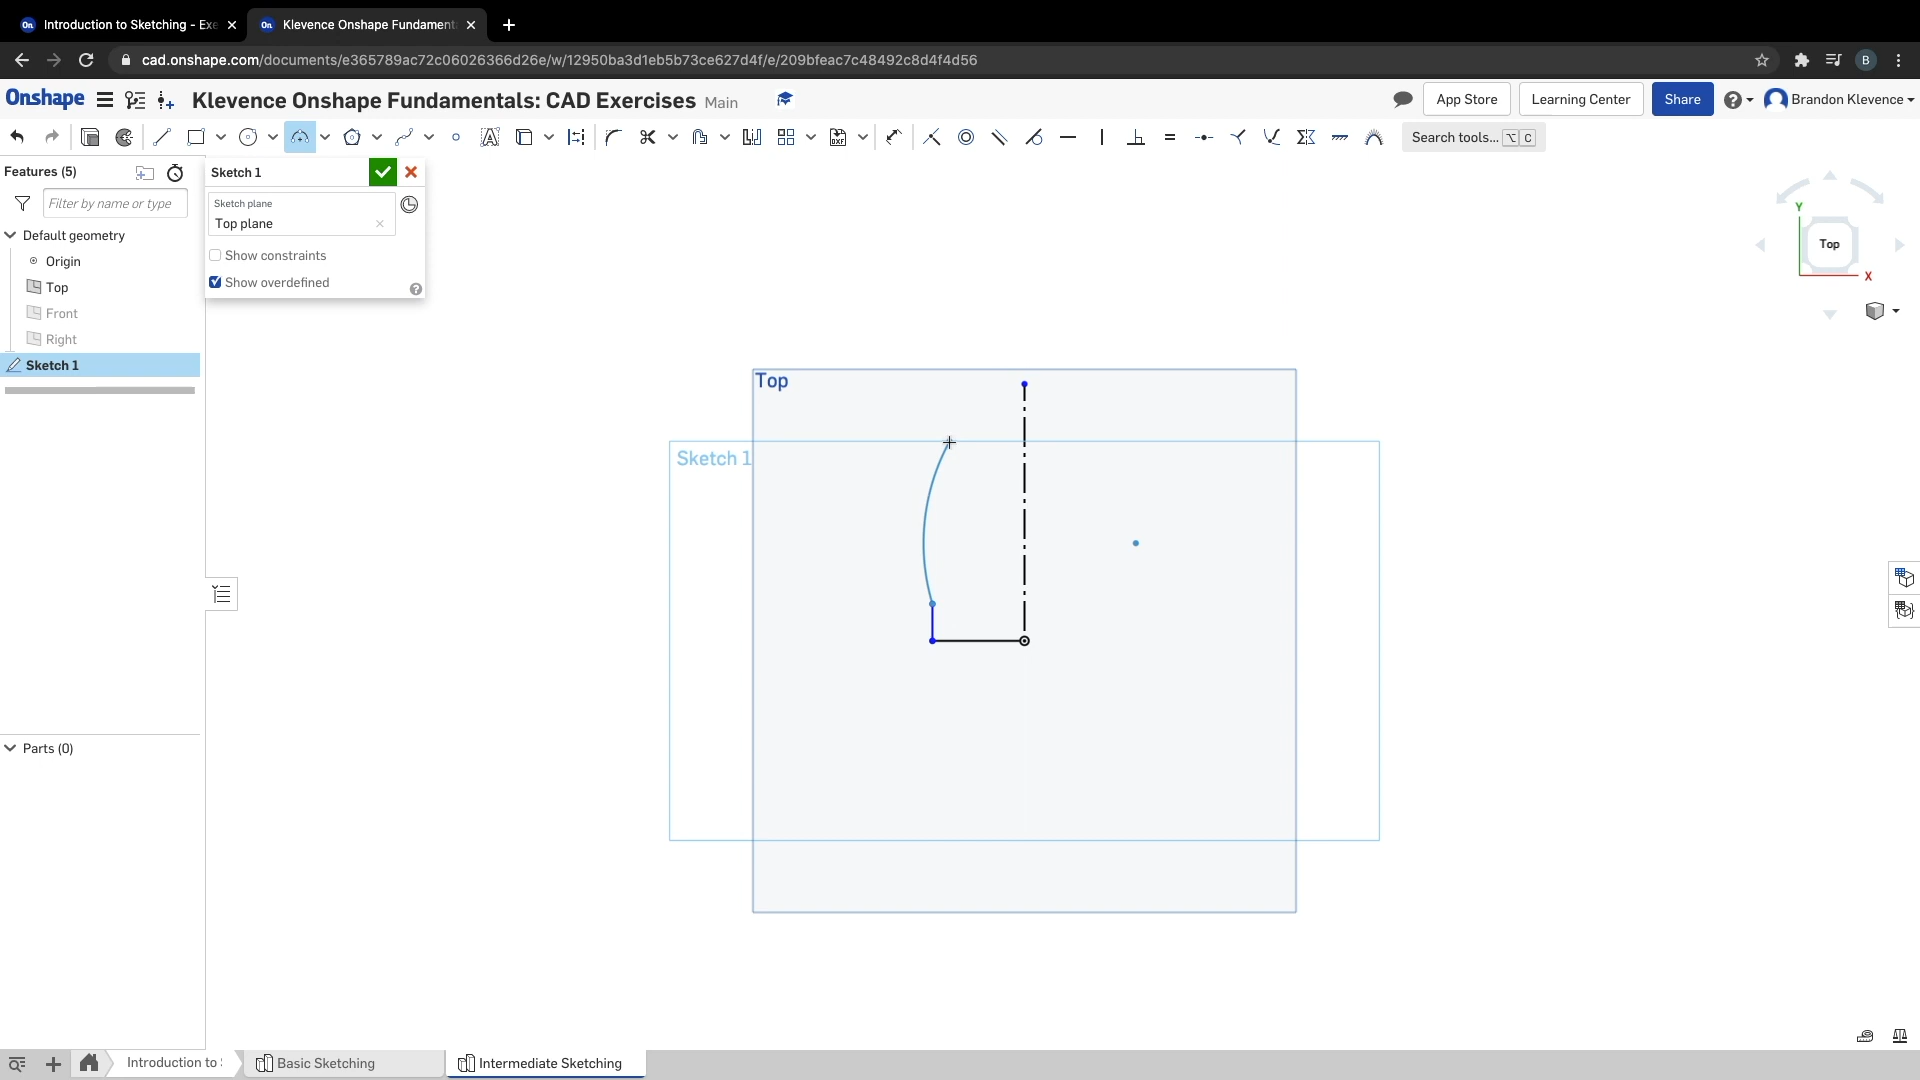 Introduction to Sketching - Exe
Klevence Onshape Fundament
cad.onshape.com/documents/e365789ac72c06026366d26e/w/12950ba3d1eb5b73ce627d4f/e/209bfeac7c48492c8d4f4d56
B
Onshape
Klevence Onshape Fundamentals: CAD Exercises Main
App Store
Learning Center
Share
Brandon Klevence
Search tools... ⌥ C
Features (5)
Filter by name or type
Default geometry
Origin
Top
Front
Right
Sketch 1
Parts (0)
Sketch 1
Sketch plane
Top plane
Show constraints
Show overdefined
Top
Sketch 1
Y
Top
X
Introduction to
Basic Sketching
Intermediate Sketching